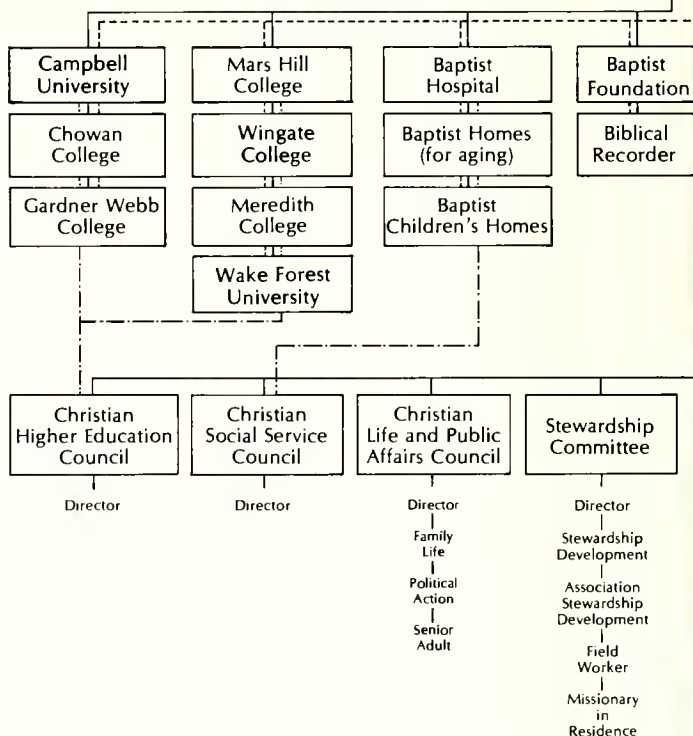 Campbell
University
Mars Hill
College
Baptist
Hospital
Baptist
Foundation
Chowan
College
Wingate
College
Baptist Homes
(for aging)
Biblical
Recorder
Gardner Webb
College
Meredith
College
Baptist
Children's Homes
Wake Forest
University
Christian
Higher Education
Council
Christian
Social Service
Council
Christian
Life and Public
Affairs Council
Stewardship
Committee
Director
Director
Director
Family
Life
Political
Action
Senior
Adult
Director
Stewardship
Development
Association
Stewardship
Development
Field
Worker
Missionary
in
Residence